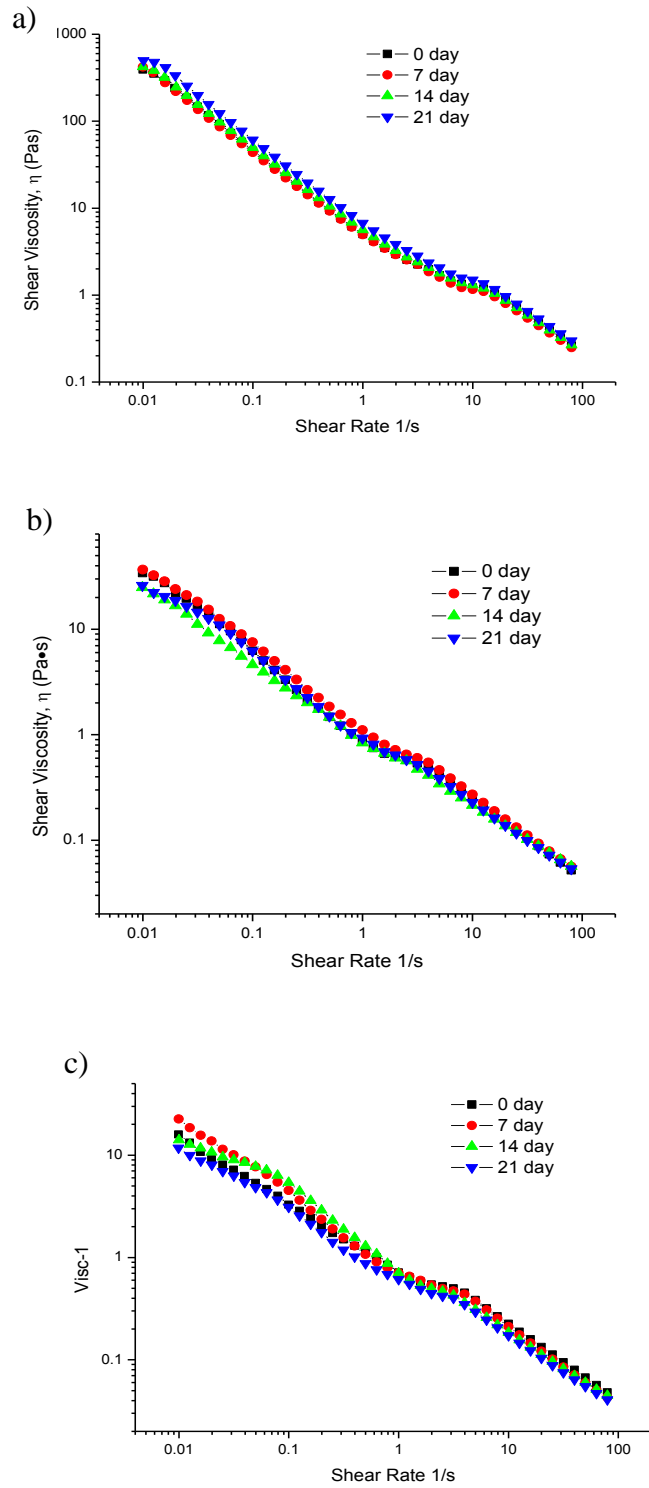 a)
1000
100
10
1
0.1
0.01
0.1
1
10
100
Shear Viscosity, η (Pas)
Shear Rate 1/s
0 day
7 day
14 day
21 day
b)
10
1
0.1
0.01
0.1
1
10
100
Shear Viscosity, η (Pa•s)
Shear Rate 1/s
0 day
7 day
14 day
21 day
c)
10
1
0.1
0.01
0.1
1
10
100
Visc-1
Shear Rate 1/s
0 day
7 day
14 day
21 day